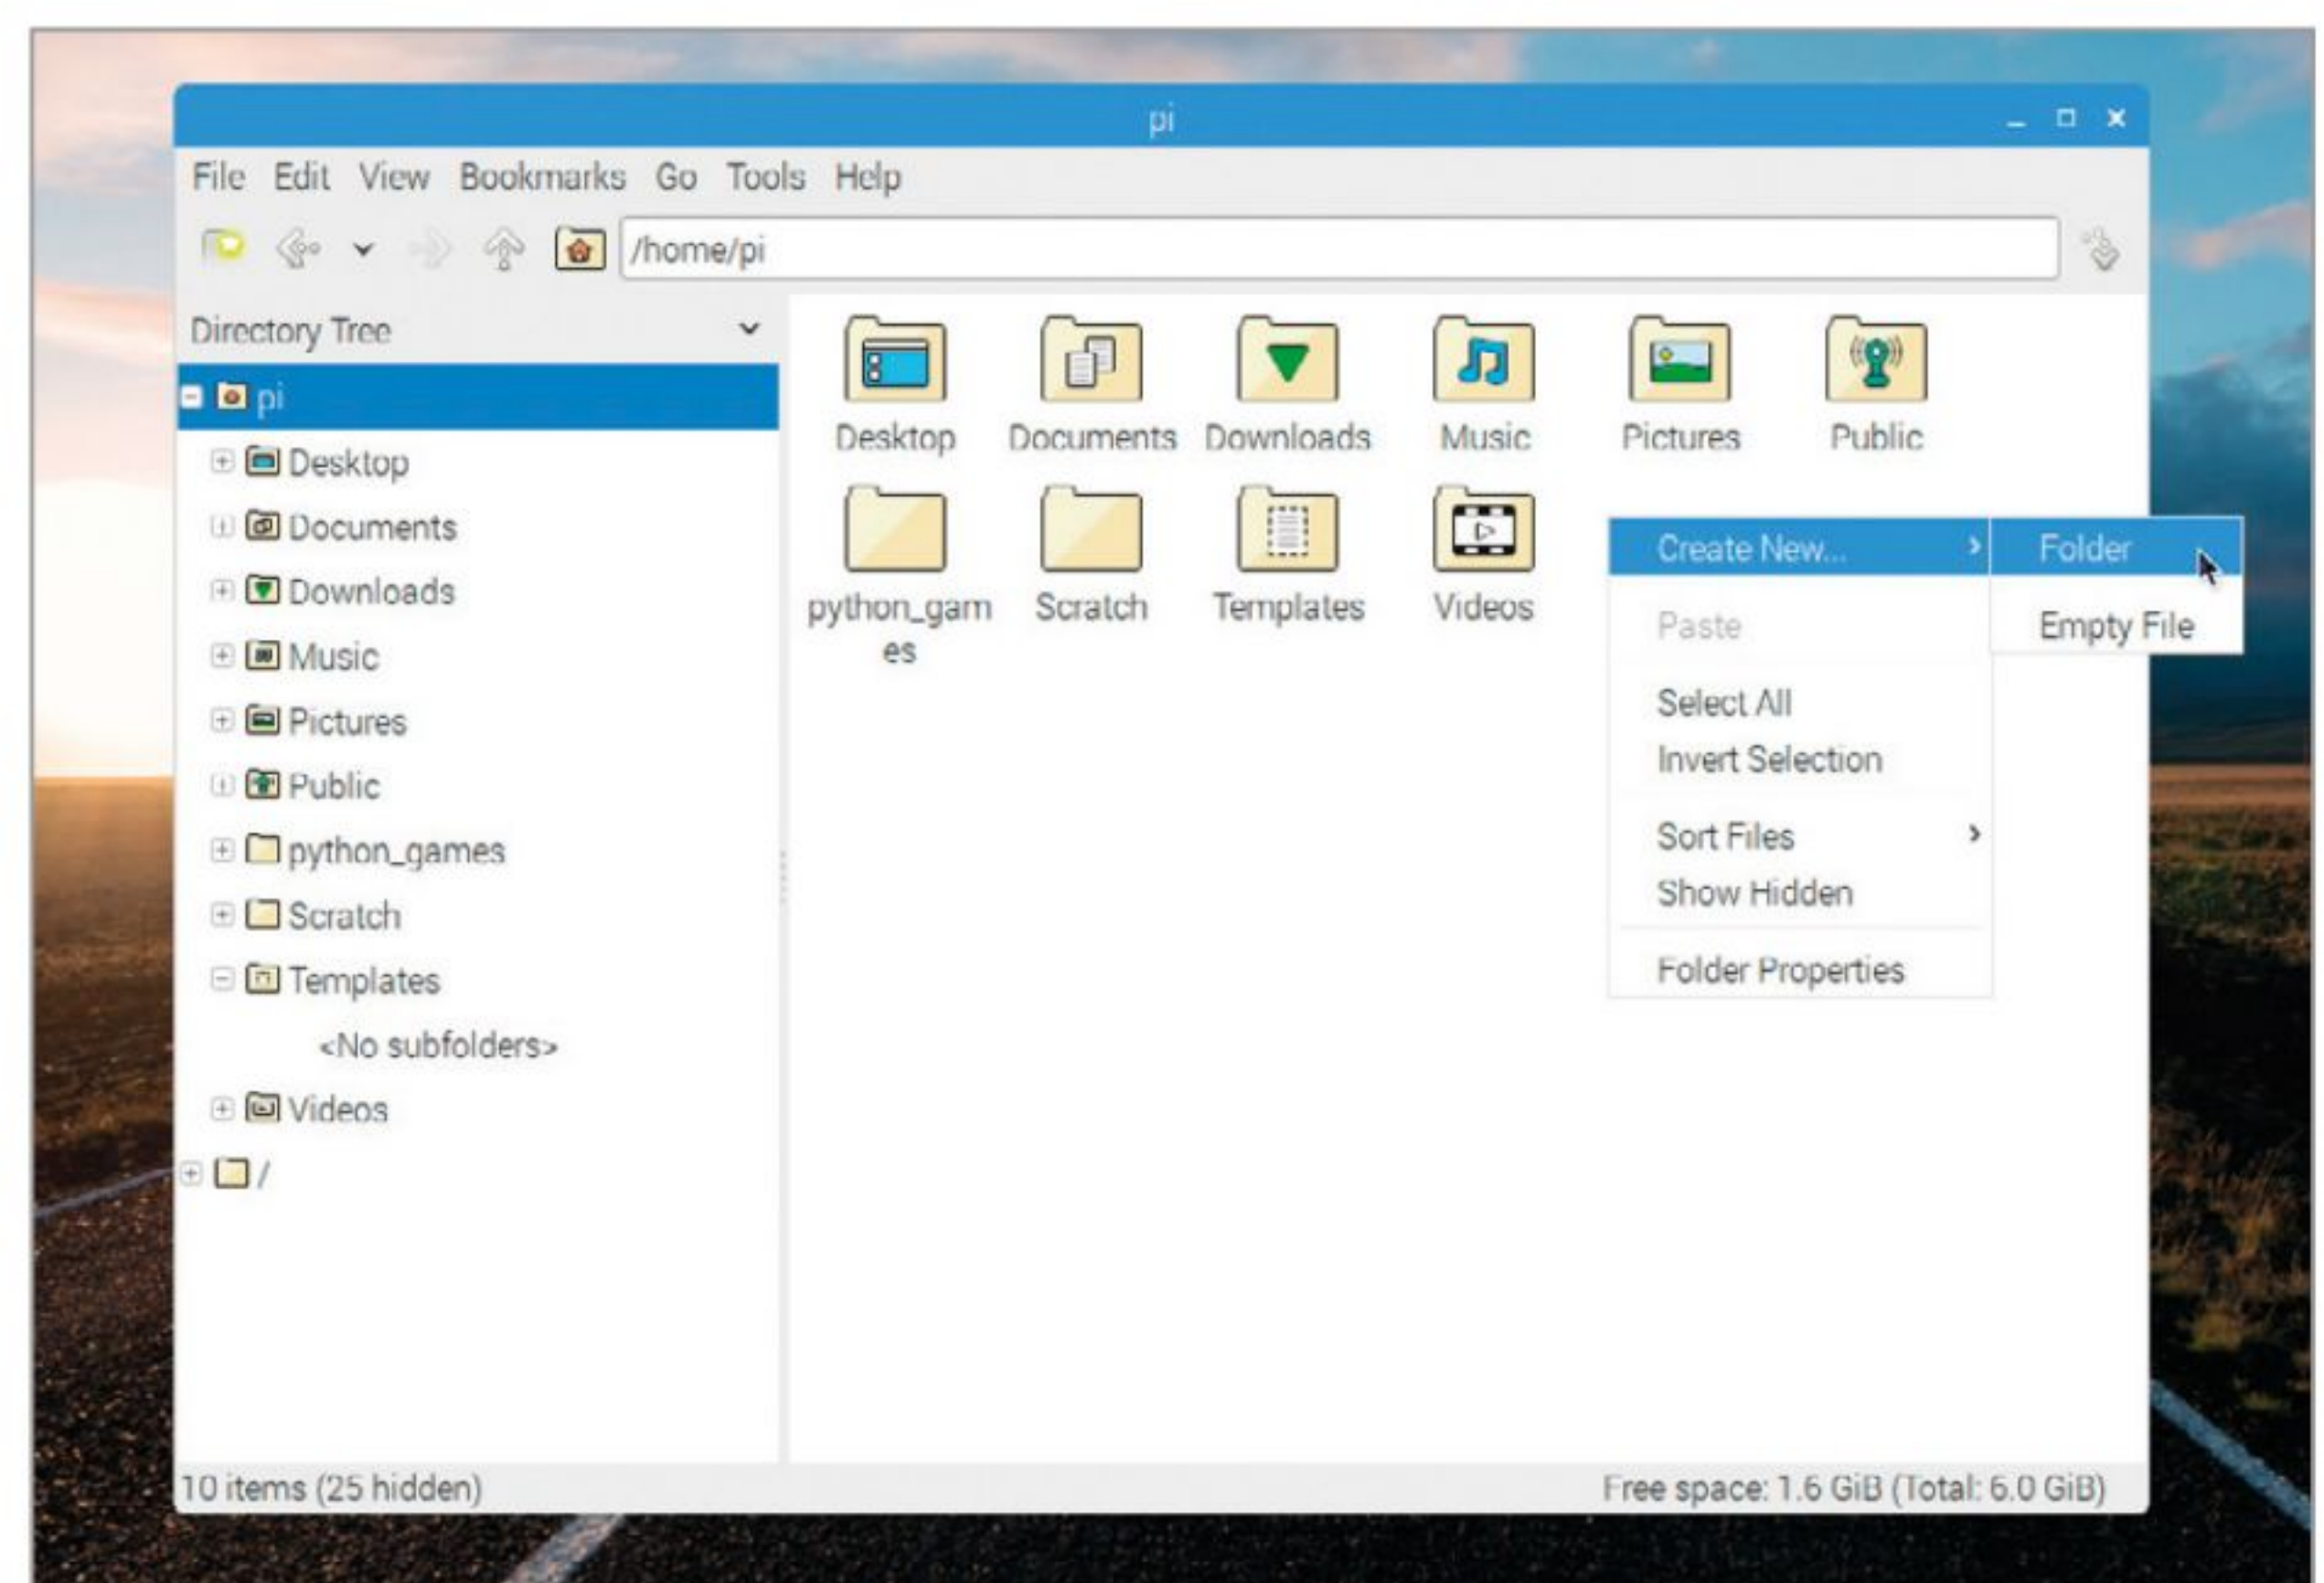 pi
File Edit View Bookmarks Go Tools Help
/home/pi
Directory Tree
pi
Desktop
Documents
Downloads
Music
Pictures
Public
python_games
Scratch
Templates
<No subfolders>
Videos
/
Desktop Documents Downloads Music Pictures Public
python_gam Scratch Templates Videos
es
Create New...
Paste
Select All
Invert Selection
Sort Files
Show Hidden
Folder Properties
Folder
Empty File
10 items (25 hidden) Free space: 1.6 GiB (Total: 6.0 GiB)